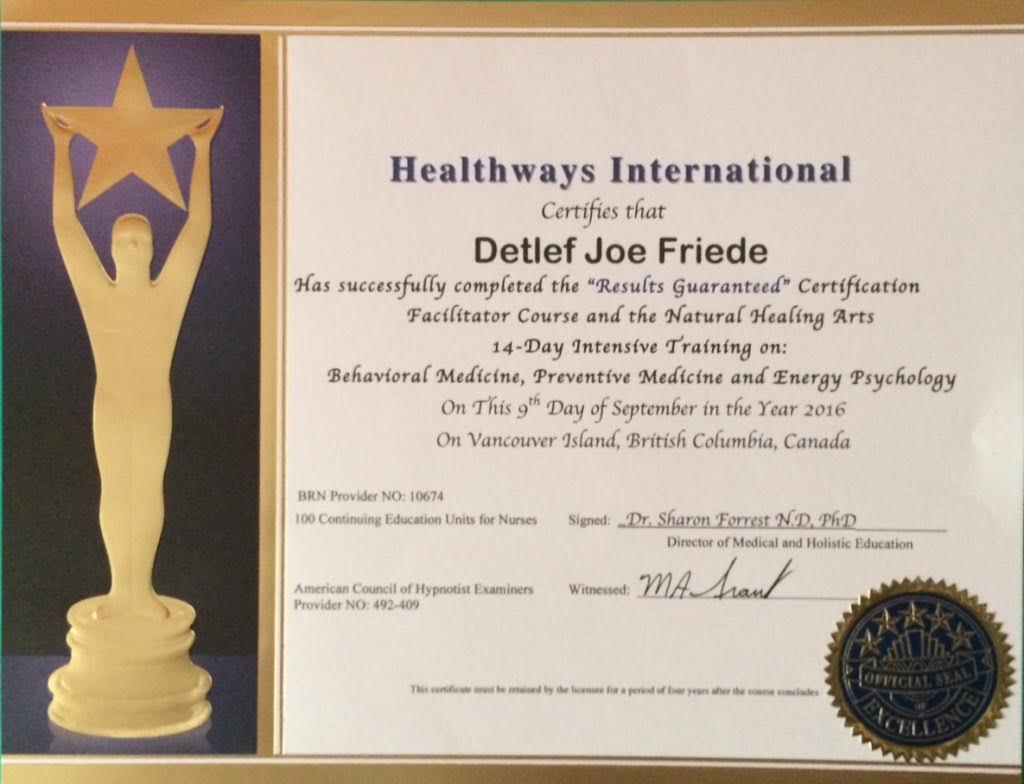 Healthways International
Certifies that
Detlef Joe Friede
Has successfully completed the "Results Guaranteed" Certification
Facilitator Course and the Natural Healing Arts
14-Day Intensive Training on:
Behavioral Medicine, Preventive Medicine and Energy Psychology
On This 9th Day of September in the Year 2016
On Vancouver Island, British Columbia, Canada
BRN Provider NO: 10674
100 Continuing Education Units for Nurses
Signed: Dr. Sharon Forrest N.D, PhD
Director of Medical and Holistic Education
American Council of Hypnotist Examiners
Provider NO: 492-409
Witnessed: MA
This certificate must be retained by the licensee for a period of four years after the course concludes
OFFICIAL SEAL
OF
EXCELLENCE